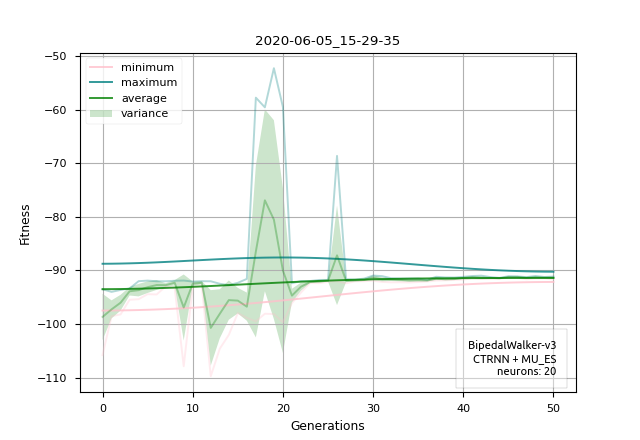 2020-06-05_15-29-35
minimum
maximum
average
variance
−50
−60
−70
−80
−90
−100
−110
Fitness
BipedalWalker-v3
CTRNN + MU_ES
neurons: 20
0 10 20 30 40 50
Generations